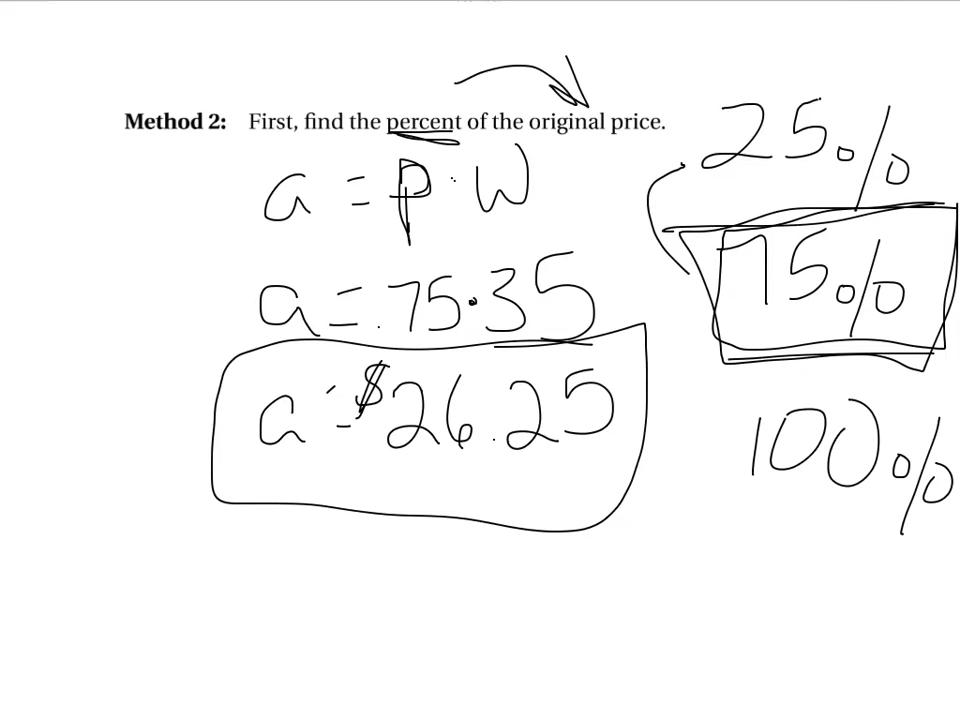 Method 2: First, find the percent of the original price.
25%
a = p · W
75%
a = .75 · 35
a = $26.25
100%